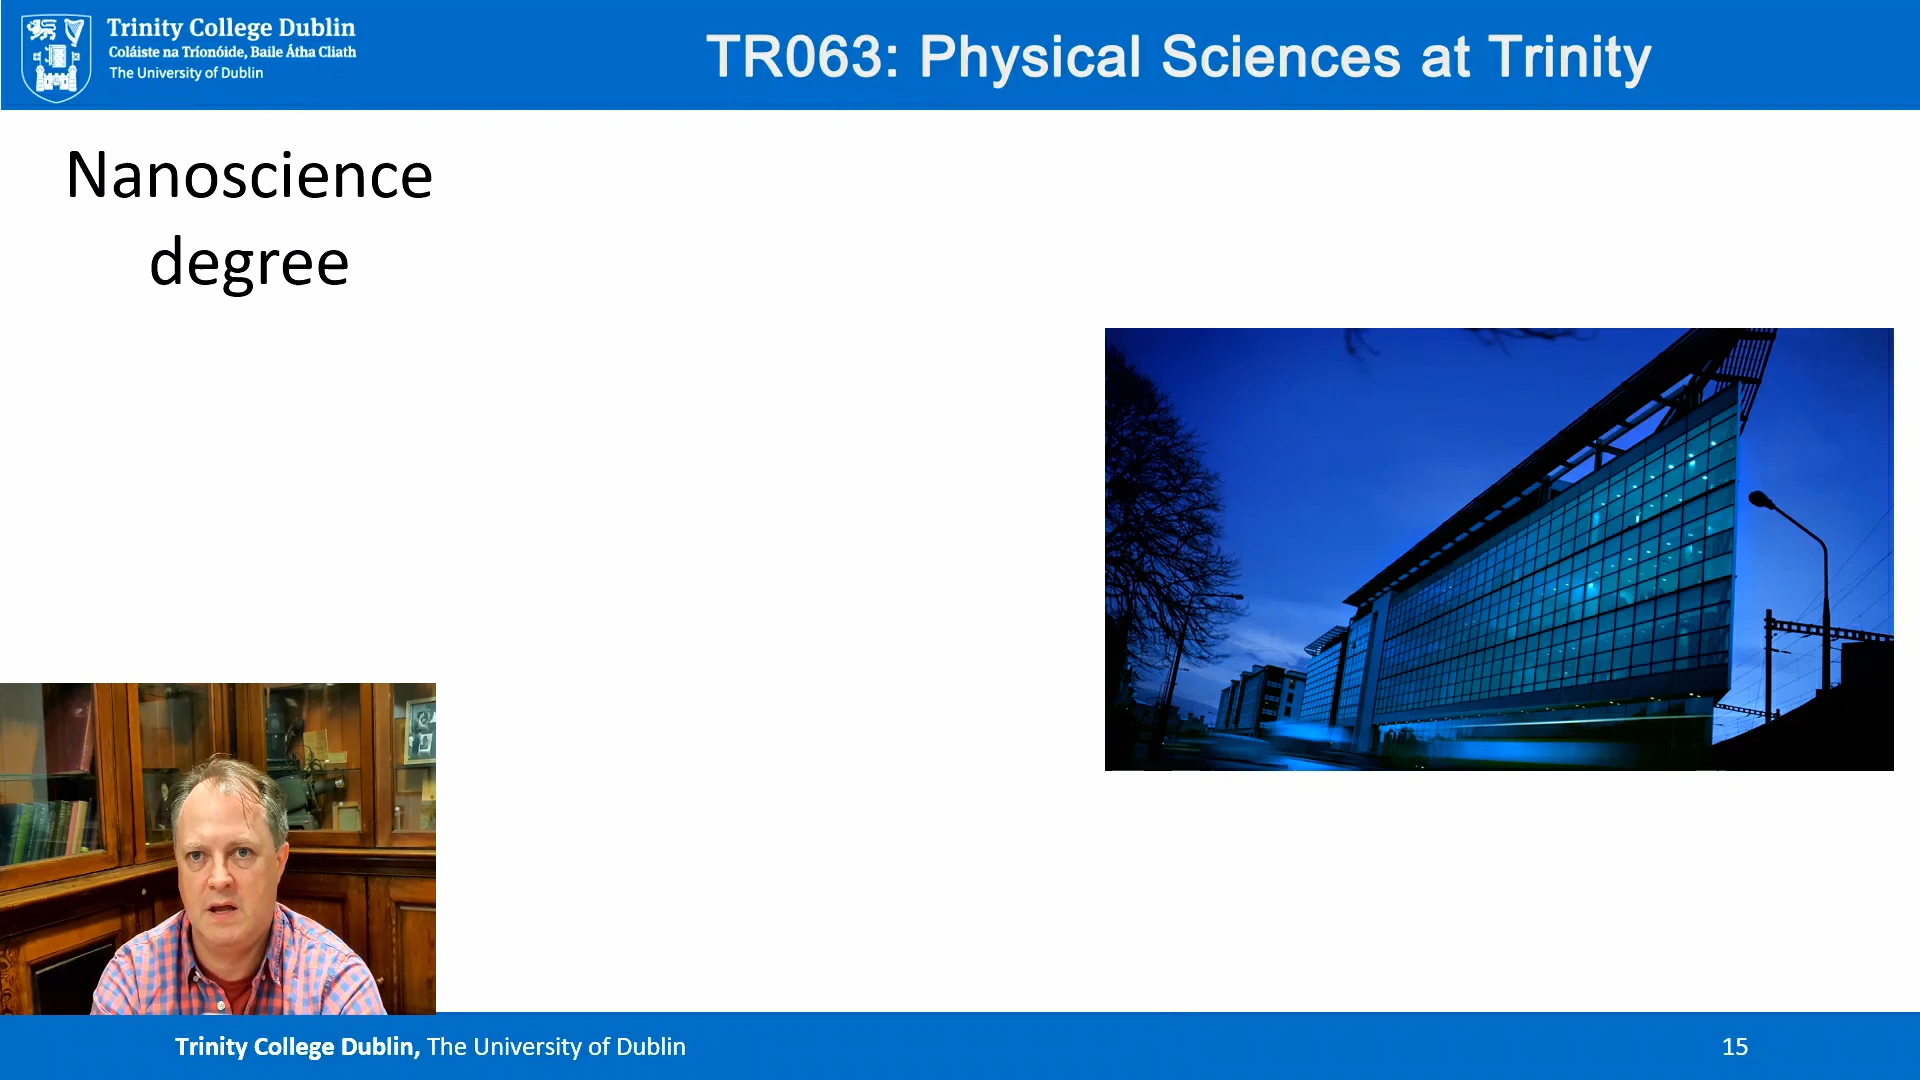 Trinity College Dublin
Coláiste na Tríonóide, Baile Átha Cliath
The University of Dublin
TR063: Physical Sciences at Trinity
Nanoscience
degree
Trinity College Dublin, The University of Dublin
15